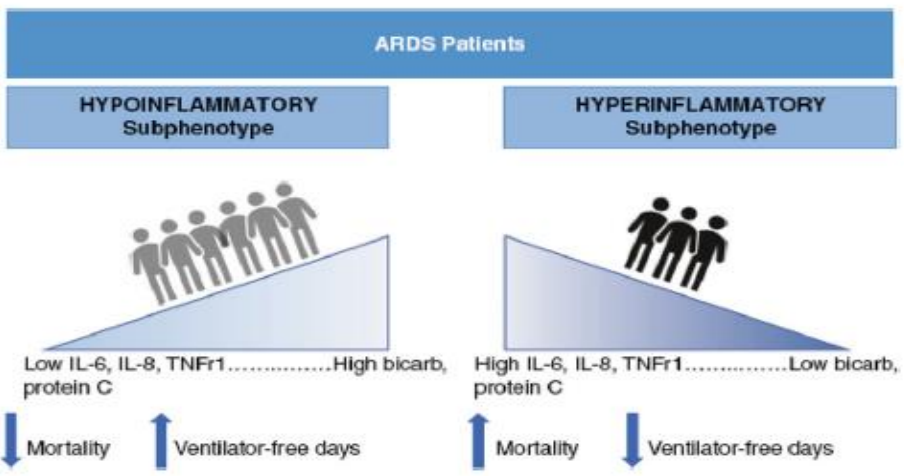 ARDS Patients
HYPOINFLAMMATORY
Subphenotype
HYPERINFLAMMATORY
Subphenotype
Low IL-6, IL-8, TNFr1..................High bicarb,
protein C
High IL-6, IL-8, TNFr1..................Low bicarb,
protein C
Mortality
Ventilator-free days
Mortality
Ventilator-free days